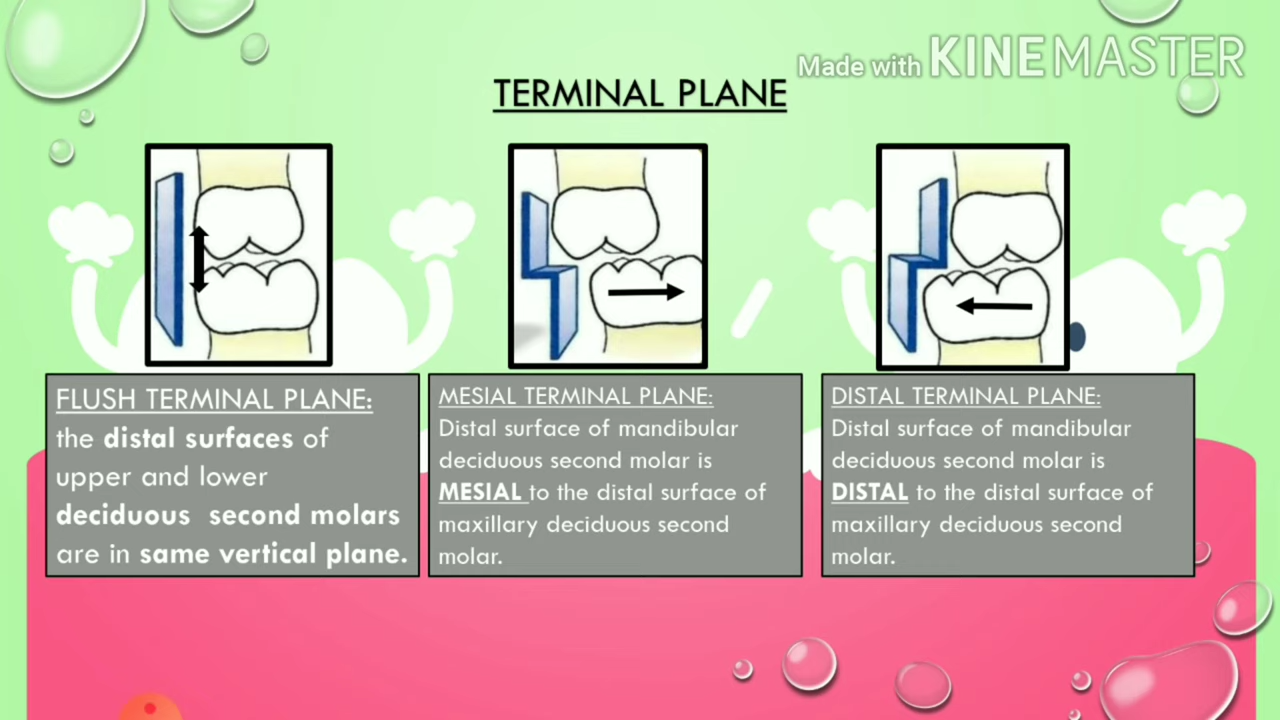 Made with KINEMASTER
TERMINAL PLANE
FLUSH TERMINAL PLANE:
the distal surfaces of
upper and lower
deciduous second molars
are in same vertical plane.
MESIAL TERMINAL PLANE:
Distal surface of mandibular
deciduous second molar is
MESIAL to the distal surface of
maxillary deciduous second
molar.
DISTAL TERMINAL PLANE:
Distal surface of mandibular
deciduous second molar is
DISTAL to the distal surface of
maxillary deciduous second
molar.